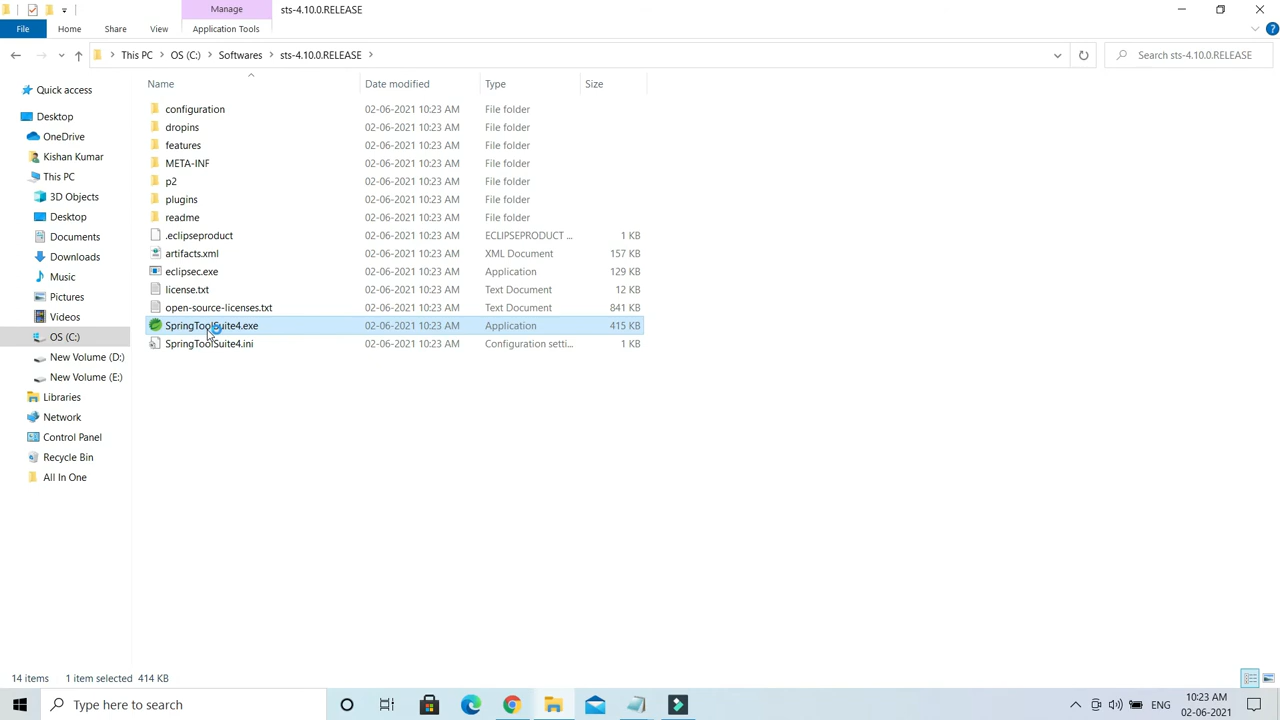 Manage
sts-4.10.0.RELEASE
File
Home
Share
View
Application Tools
This PC
OS (C:)
Softwares
sts-4.10.0.RELEASE
Search sts-4.10.0.RELEASE
Name
Date modified
Type
Size
Quick access
Desktop
OneDrive
Kishan Kumar
This PC
3D Objects
Desktop
Documents
Downloads
Music
Pictures
Videos
OS (C:)
New Volume (D:)
New Volume (E:)
Libraries
Network
Control Panel
Recycle Bin
All In One
configuration 02-06-2021 10:23 AM File folder
dropins 02-06-2021 10:23 AM File folder
features 02-06-2021 10:23 AM File folder
META-INF 02-06-2021 10:23 AM File folder
p2 02-06-2021 10:23 AM File folder
plugins 02-06-2021 10:23 AM File folder
readme 02-06-2021 10:23 AM File folder
.eclipseproduct 02-06-2021 10:23 AM ECLIPSEPRODUCT ... 1 KB
artifacts.xml 02-06-2021 10:23 AM XML Document 157 KB
eclipsec.exe 02-06-2021 10:23 AM Application 129 KB
license.txt 02-06-2021 10:23 AM Text Document 12 KB
open-source-licenses.txt 02-06-2021 10:23 AM Text Document 841 KB
SpringToolSuite4.exe 02-06-2021 10:23 AM Application 415 KB
SpringToolSuite4.ini 02-06-2021 10:23 AM Configuration setti... 1 KB
14 items
1 item selected 414 KB
Type here to search
ENG
10:23 AM
02-06-2021